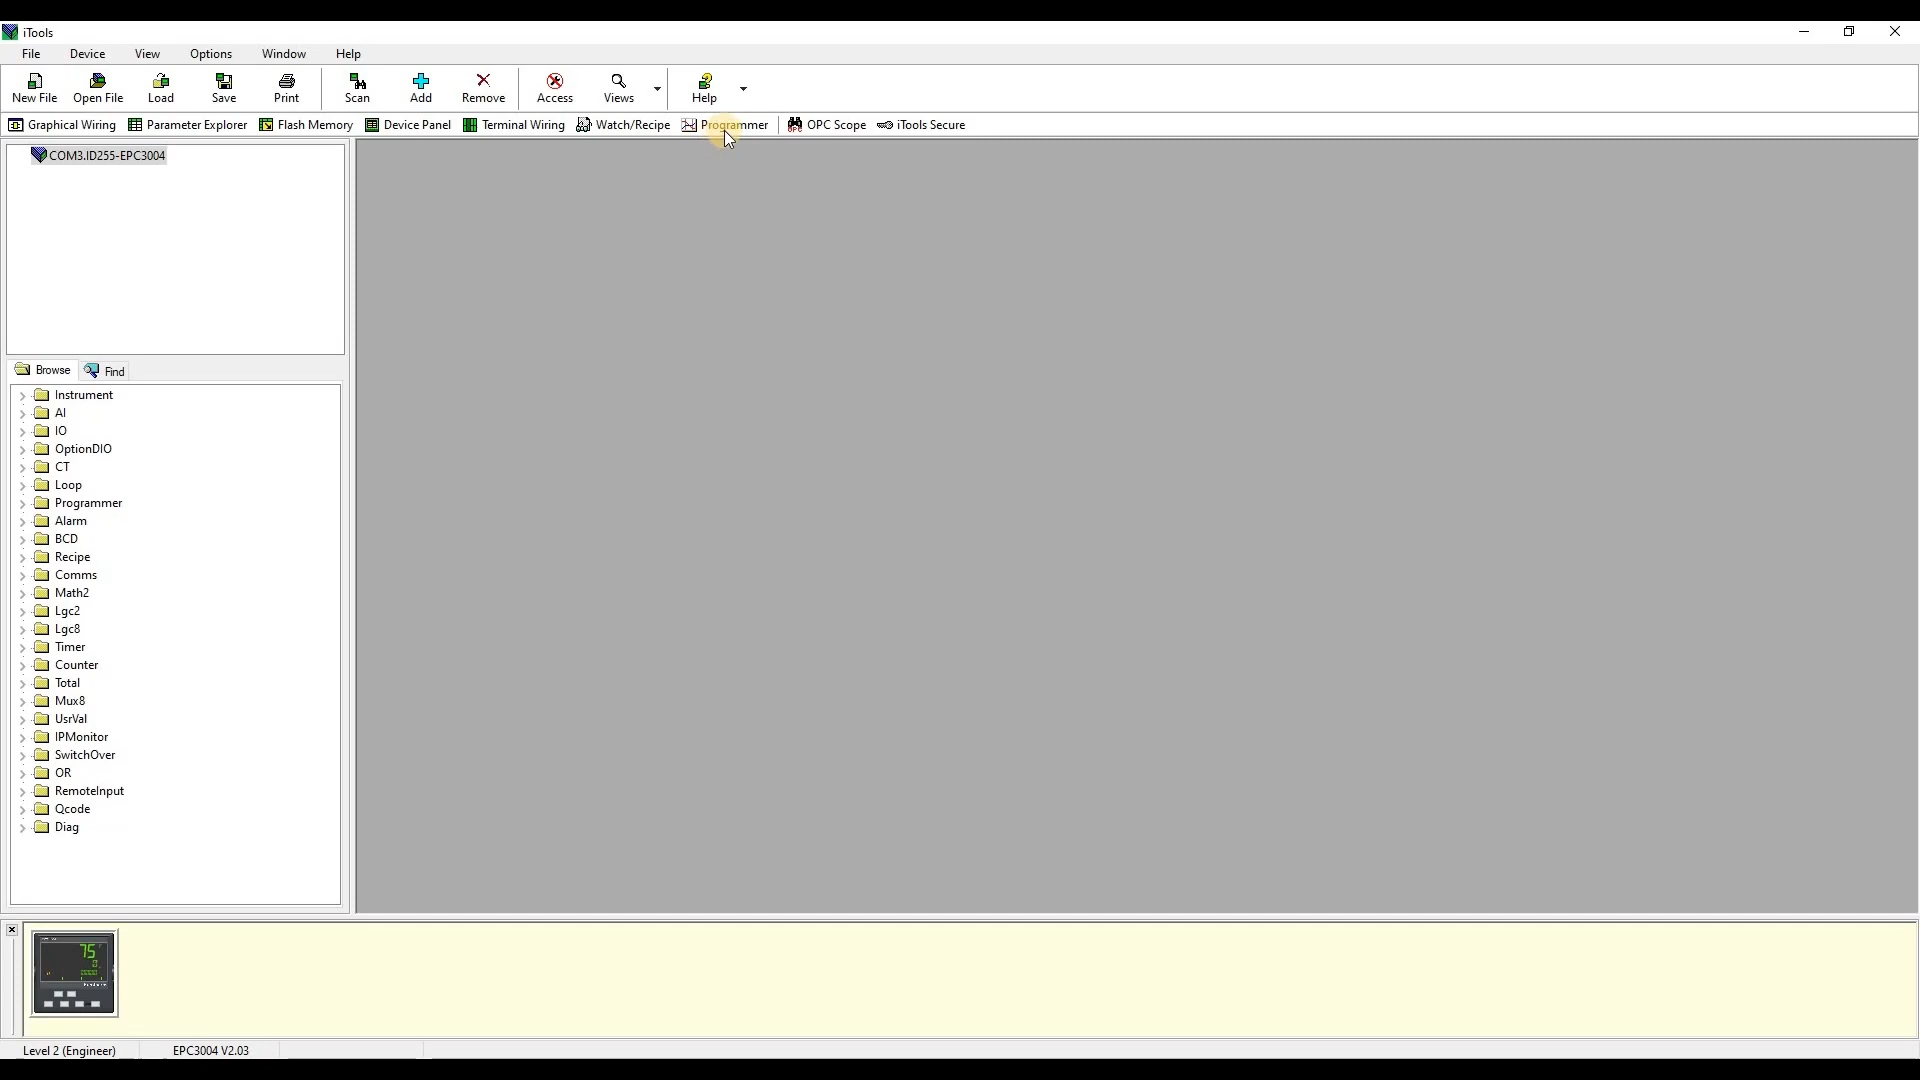 iTools
File Device View Options Window Help
New File Open File Load Save Print Scan Add Remove Access Views Help
Graphical Wiring Parameter Explorer Flash Memory Device Panel Terminal Wiring Watch/Recipe Programmer OPC Scope iTools Secure
COM3.ID255-EPC3004
Browse Find
Instrument
AI
IO
OptionDIO
CT
Loop
Programmer
Alarm
BCD
Recipe
Comms
Math2
Lgc2
Lgc8
Timer
Counter
Total
Mux8
UsrVal
IPMonitor
SwitchOver
OR
RemoteInput
Qcode
Diag
75
Level 2 (Engineer) EPC3004 V2.03